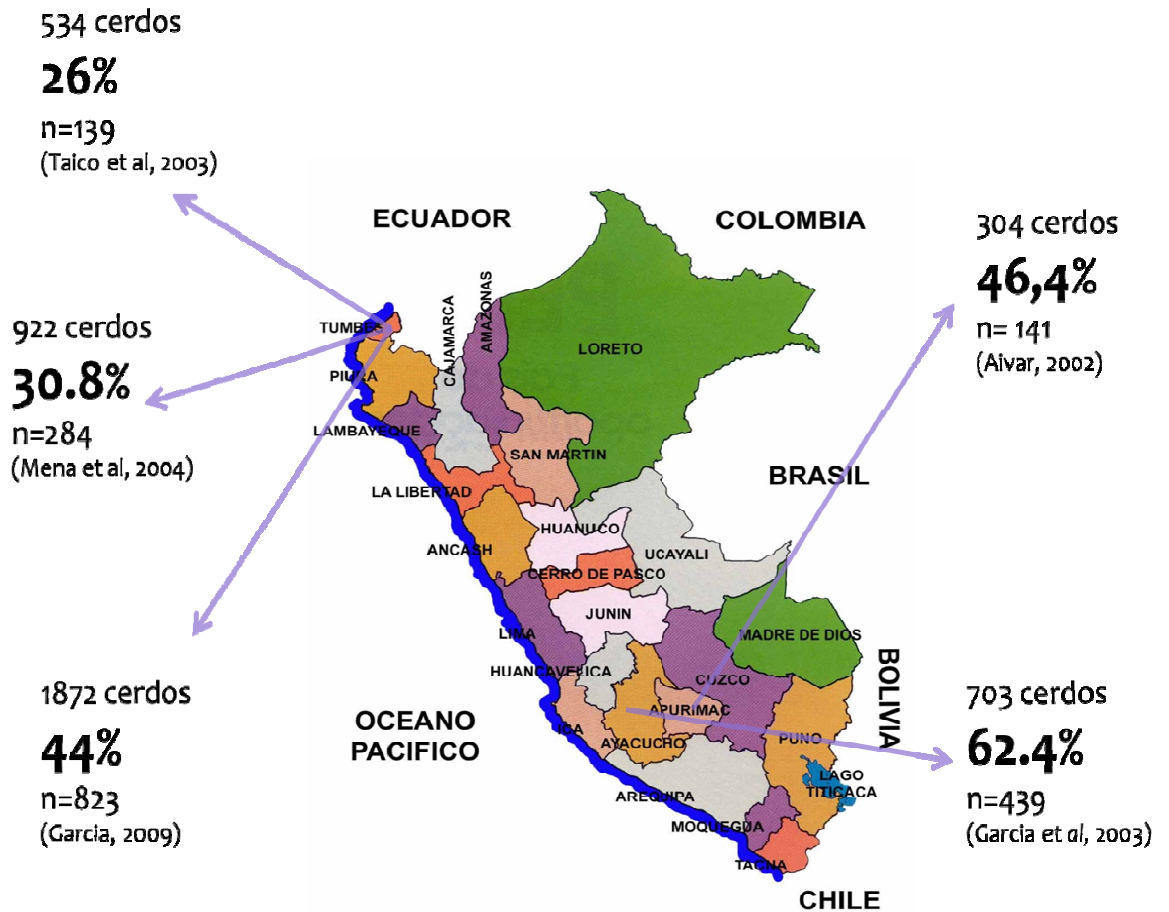 534 cerdos
26%
n=139
(Taico et al, 2003)
922 cerdos
30.8%
n=284
(Mena et al, 2004)
1872 cerdos
44%
n=823
(Garcia, 2009)
ECUADOR
COLOMBIA
TUMBES
PIURA
CAJAMARCA
AMAZONAS
LORETO
LAMBAYEQUE
SAN MARTIN
LA LIBERTAD
BRASIL
HUANUCO
ANCASH
UCAYALI
CERRO DE PASCO
JUNIN
LIMA
MADRE DE DIOS
HUANCAVELICA
CUZCO
BOLIVIA
OCEANO
PACIFICO
ICA
APURIMAC
AYACUCHO
PUNO
LAGO
TITICACA
AREQUIPA
MOQUEGUA
TACNA
CHILE
304 cerdos
46,4%
n= 141
(Aivar, 2002)
703 cerdos
62.4%
n=439
(Garcia et al, 2003)